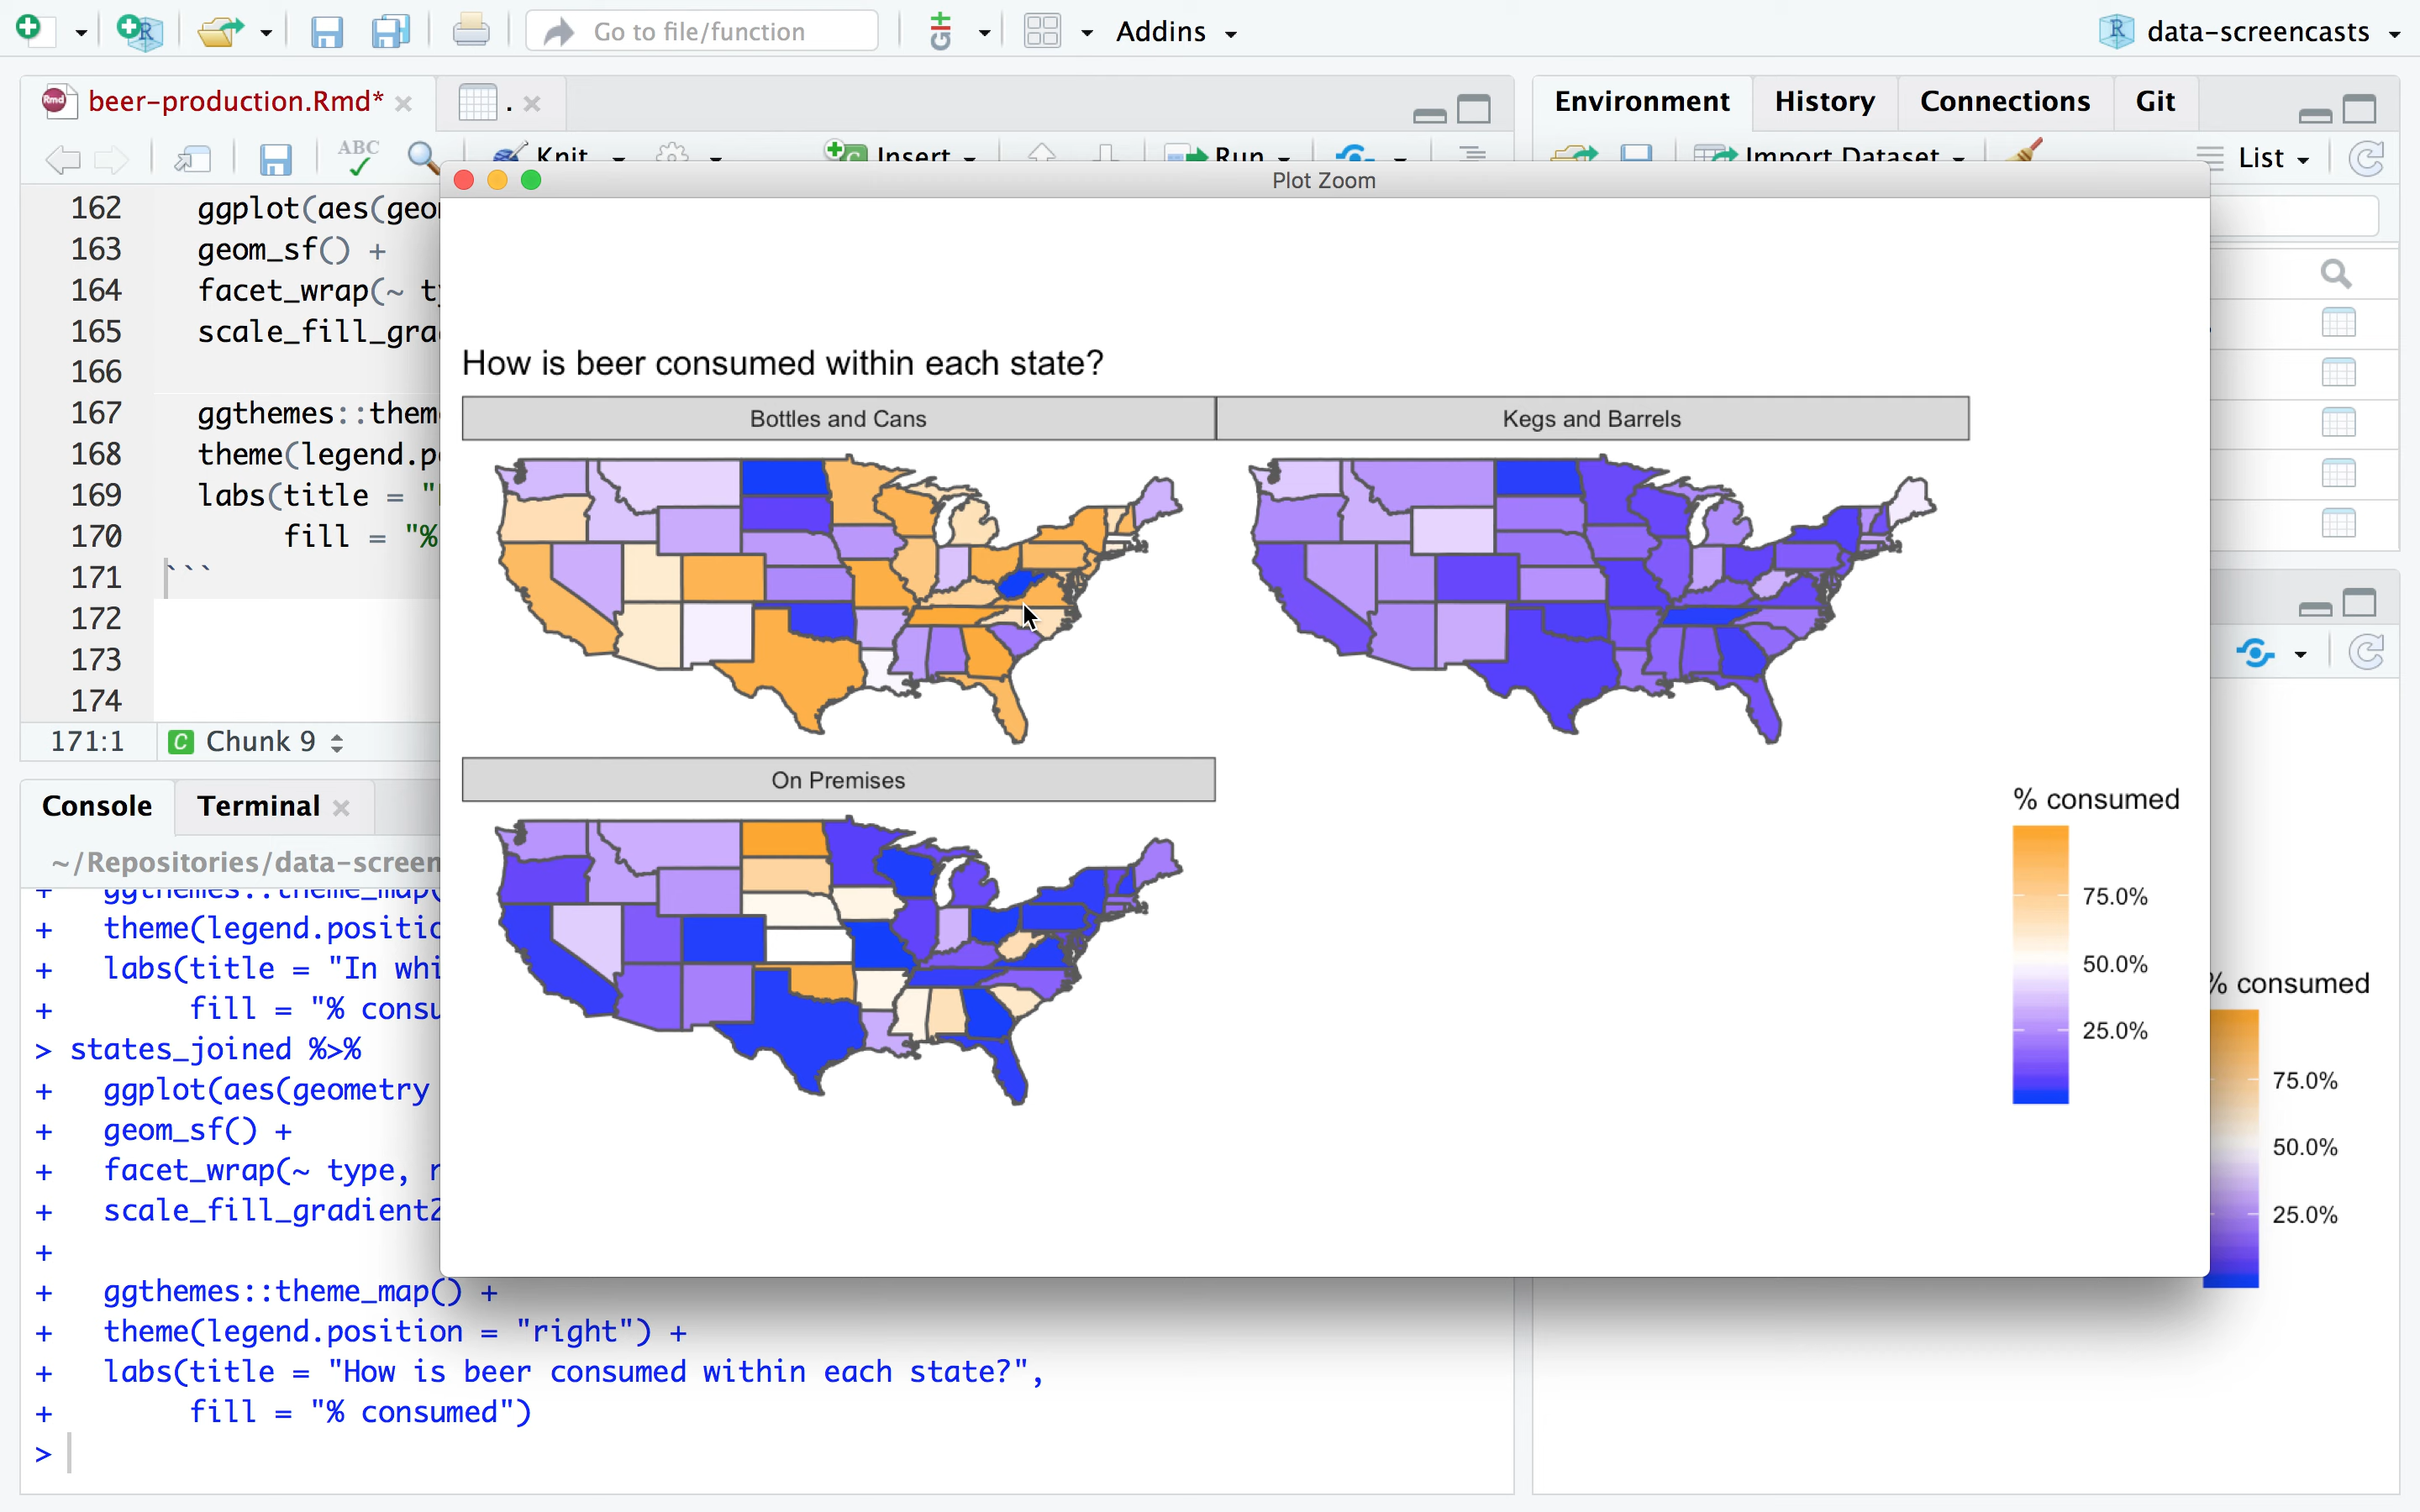 Go to file/function
Addins
data-screencasts
beer-production.Rmd*
.
Environment
History
Connections
Git
ABC
Knit
Insert
Run
Import Dataset
List
Plot Zoom
162 ggplot(aes(geo
163 geom_sf() +
164 facet_wrap(~
165 scale_fill_gra
166
167 ggthemes::them
168 theme(legend.p
169 labs(title = "
170 fill = "%
171 ```
172
173
174
171:1 Chunk 9
How is beer consumed within each state?
Bottles and Cans
Kegs and Barrels
On Premises
% consumed
75.0%
50.0%
25.0%
% consumed
75.0%
50.0%
25.0%
Console
Terminal
~/Repositories/data-screen
+ ggthemes::theme_map(
+ theme(legend.positio
+ labs(title = "In whi
+ fill = "% consu
> states_joined %>%
+ ggplot(aes(geometry
+ geom_sf() +
+ facet_wrap(~ type, r
+ scale_fill_gradient2
+
+ ggthemes::theme_map() +
+ theme(legend.position = "right") +
+ labs(title = "How is beer consumed within each state?",
+ fill = "% consumed")
>